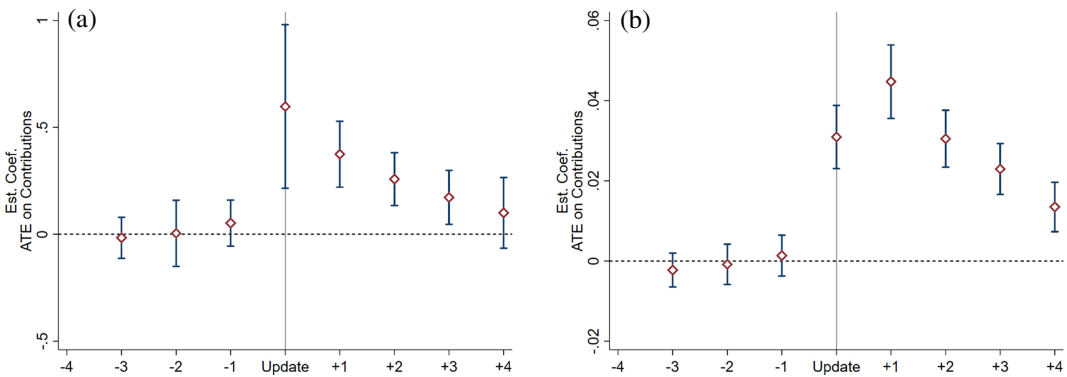 (a)
Est. Coef.
ATE on Contributions
1
.5
0
-.5
-4 -3 -2 -1 Update +1 +2 +3 +4
(b)
Est. Coef.
ATE on Contributions
.06
.04
.02
0
-.02
-4 -3 -2 -1 Update +1 +2 +3 +4